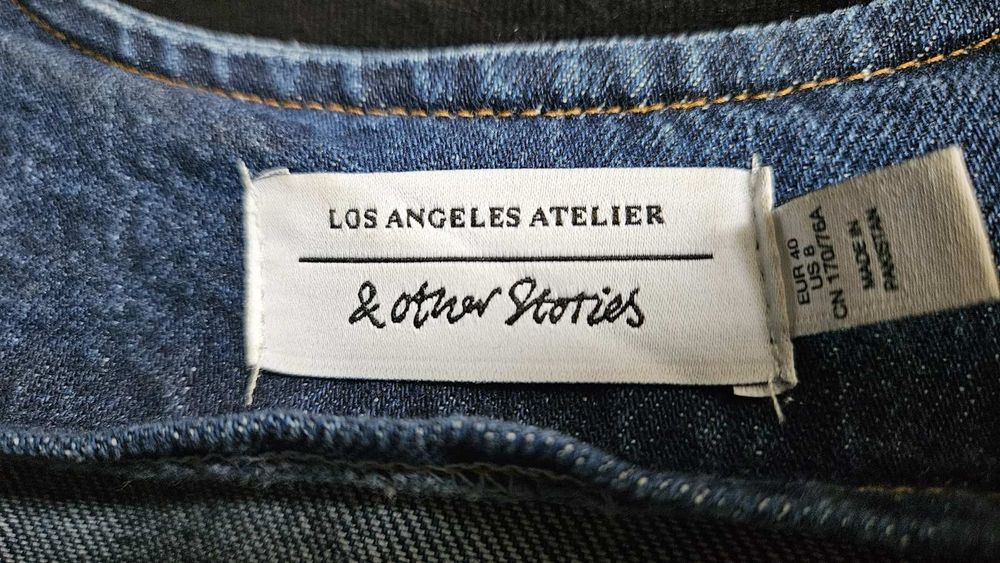 LOS ANGELES ATELIER
& other Stories
EUR 40
US 8
CN 170/76A
MADE IN
PAKISTAN